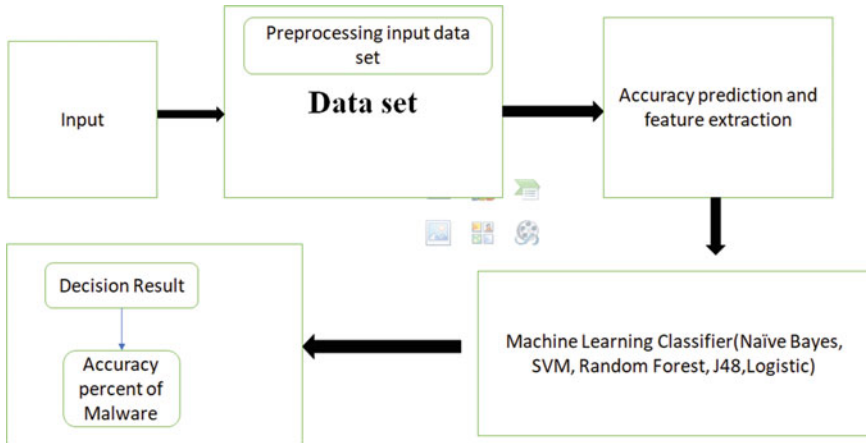 Preprocessing input data
set
Data set
Input
Accuracy prediction and
feature extraction
Machine Learning Classifier(Naïve Bayes,
SVM, Random Forest, J48,Logistic)
Decision Result
Accuracy
percent of
Malware